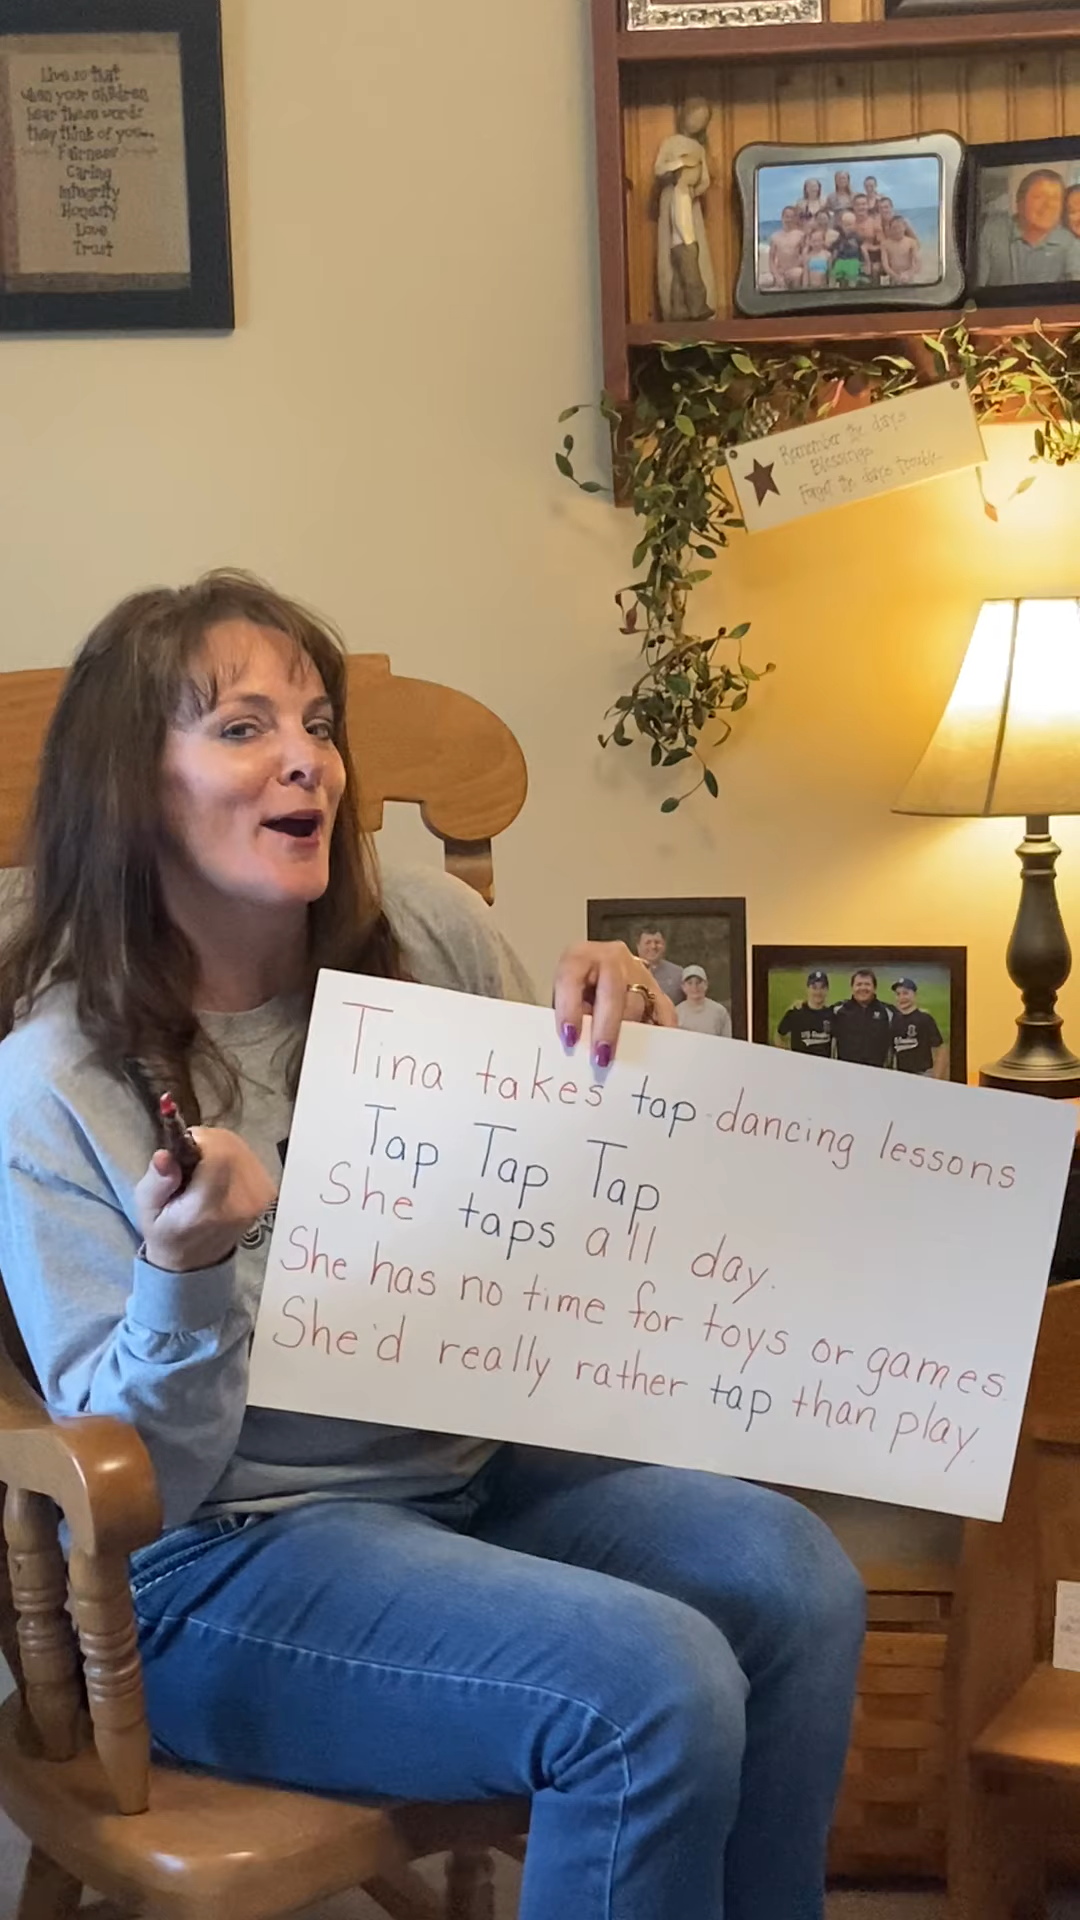 Live so that
when your children
hear these words
they think of you...
Fairness
Caring
Integrity
Honesty
Love
Trust
Remember the days
Blessings
Forget the days trouble
Tina takes tap dancing lessons
Tap Tap Tap
She taps all day.
She has no time for toys or games.
She'd really rather tap than play.